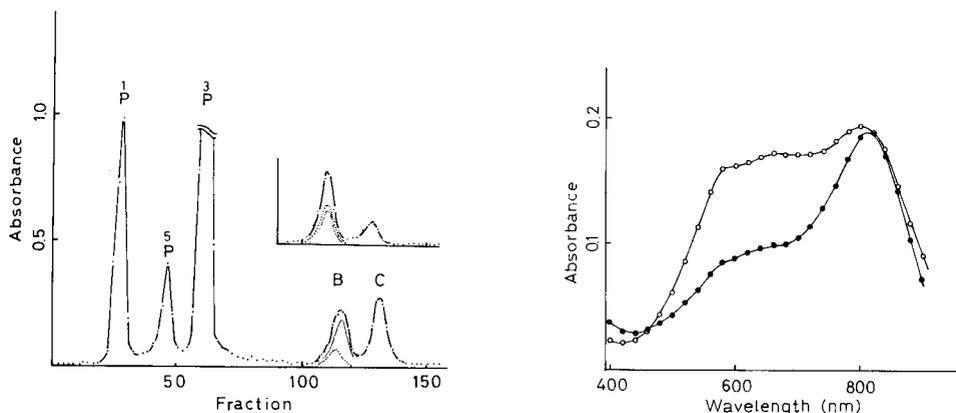 1 3
P P
5
P
B C
1.0
0.5
Absorbance
50 100 150
Fraction
0.2
0.1
Absorbance
400 600 800
Wavelength (nm)